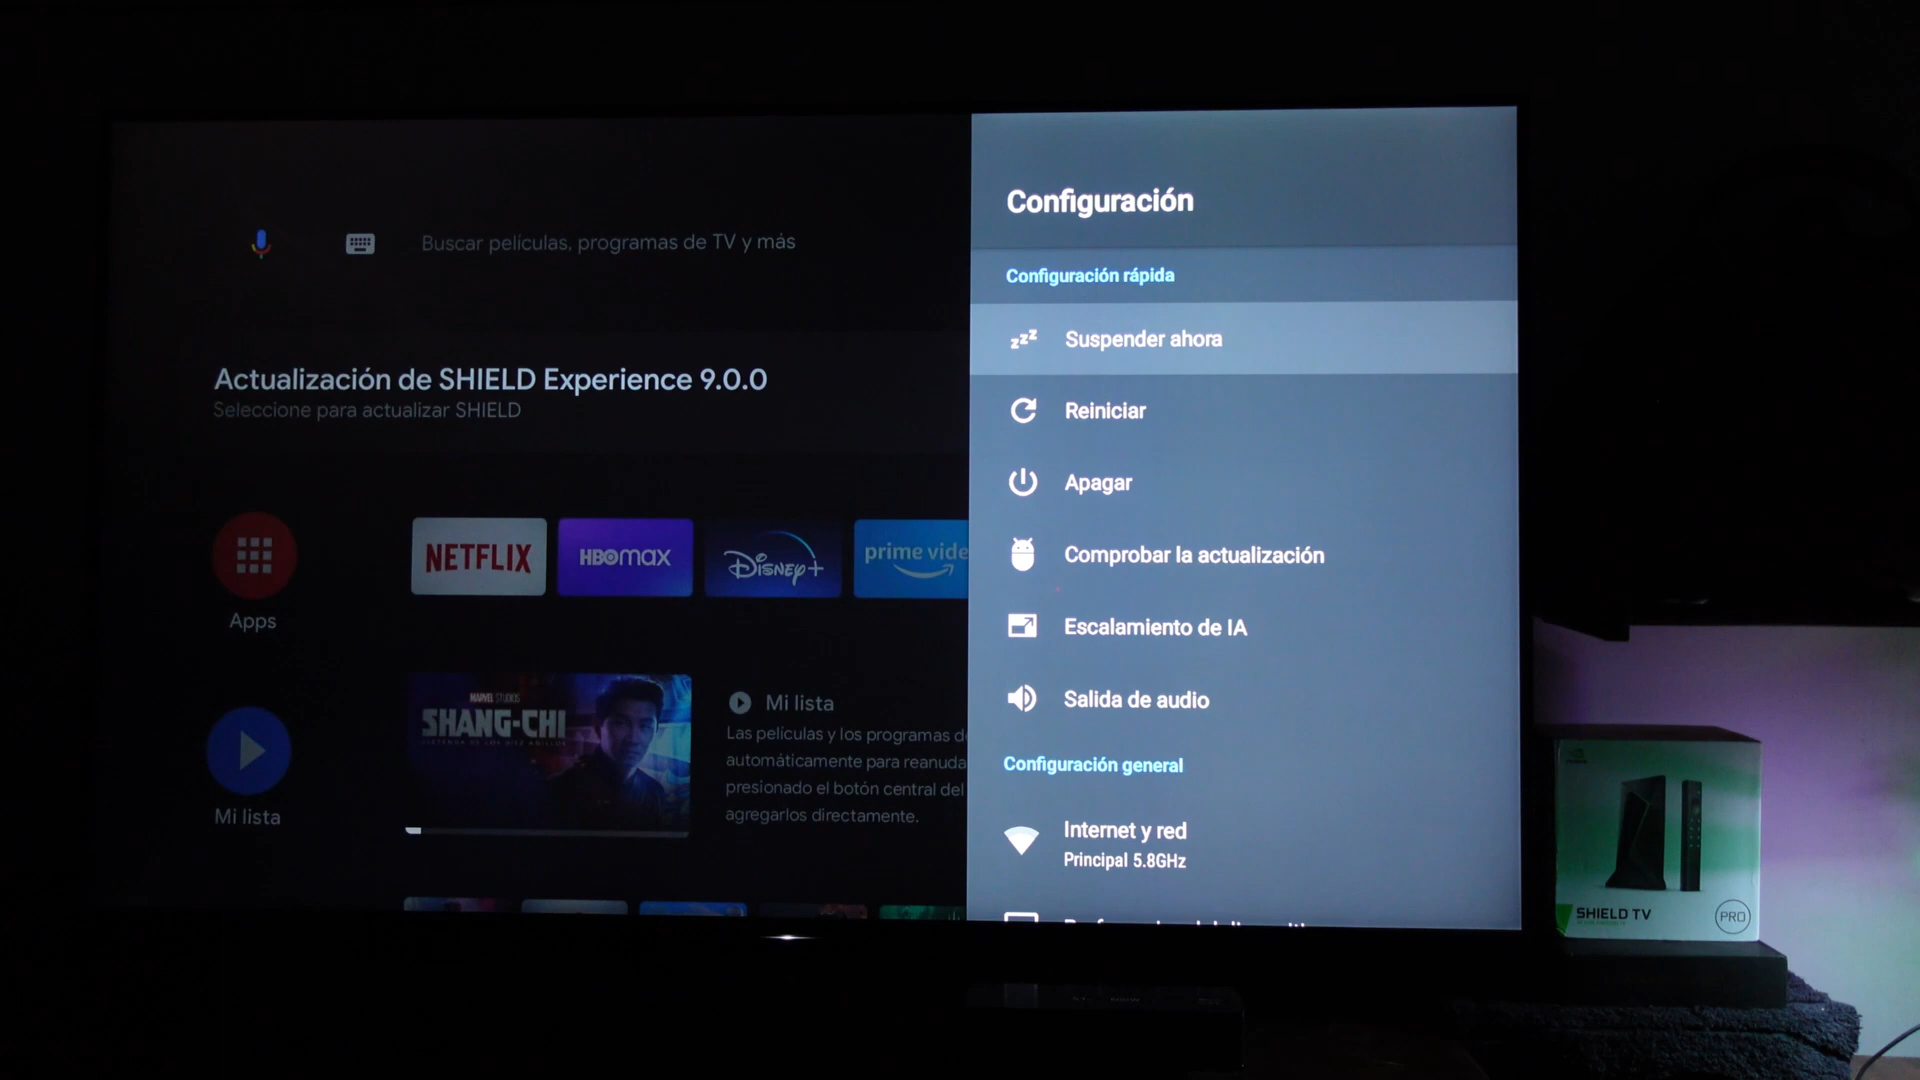 Buscar películas, programas de TV y más
Actualización de SHIELD Experience 9.0.0
Seleccione para actualizar SHIELD
Apps
NETFLIX
HBOMAX
Disney+
prime vide
MARVEL STUDIOS
SHANG-CHI
Mi lista
Mi lista
Las películas y los programas d
automáticamente para reanuda
presionado el botón central del
agregarlos directamente.
Configuración
Configuración rápida
zzz
Suspender ahora
Reiniciar
Apagar
Comprobar la actualización
Escalamiento de IA
Salida de audio
Configuración general
Internet y red
Principal 5.8GHz
SHIELD TV
PRO